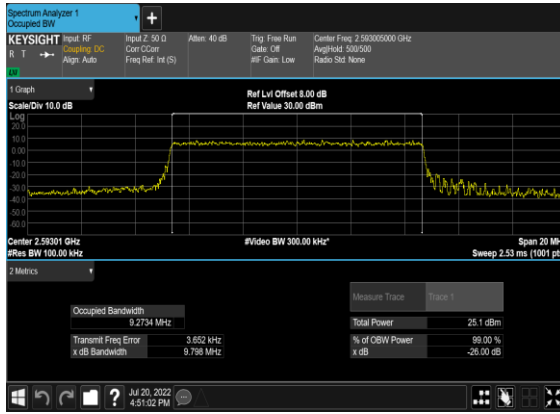 Spectrum Analyzer 1
Occupied BW
+
KEYSIGHT Input: RF Input Z: 50 Ω Atten: 40 dB Trig: Free Run Center Freq: 2.593005000 GHz
R T Coupling: DC Corr CCorr Gate: Off Avg|Hold: 500/500
Align: Auto Freq Ref: Int (S) #IF Gain: Low Radio Std: None
LXI
1 Graph
Ref Lvl Offset 8.00 dB
Scale/Div 10.0 dB Ref Value 30.00 dBm
Log
20.0
10.0
0.00
-10.0
-20.0
-30.0
-40.0
-50.0
-60.0
Center 2.59301 GHz #Video BW 300.00 kHz* Span 20 MH
#Res BW 100.00 kHz Sweep 2.53 ms (1001 pt
2 Metrics
Measure Trace Trace 1
Occupied Bandwidth
9.2734 MHz Total Power 25.1 dBm
Transmit Freq Error 3.652 kHz % of OBW Power 99.00 %
x dB Bandwidth 9.798 MHz x dB -26.00 dB
? Jul 20, 2022
4:51:02 PM